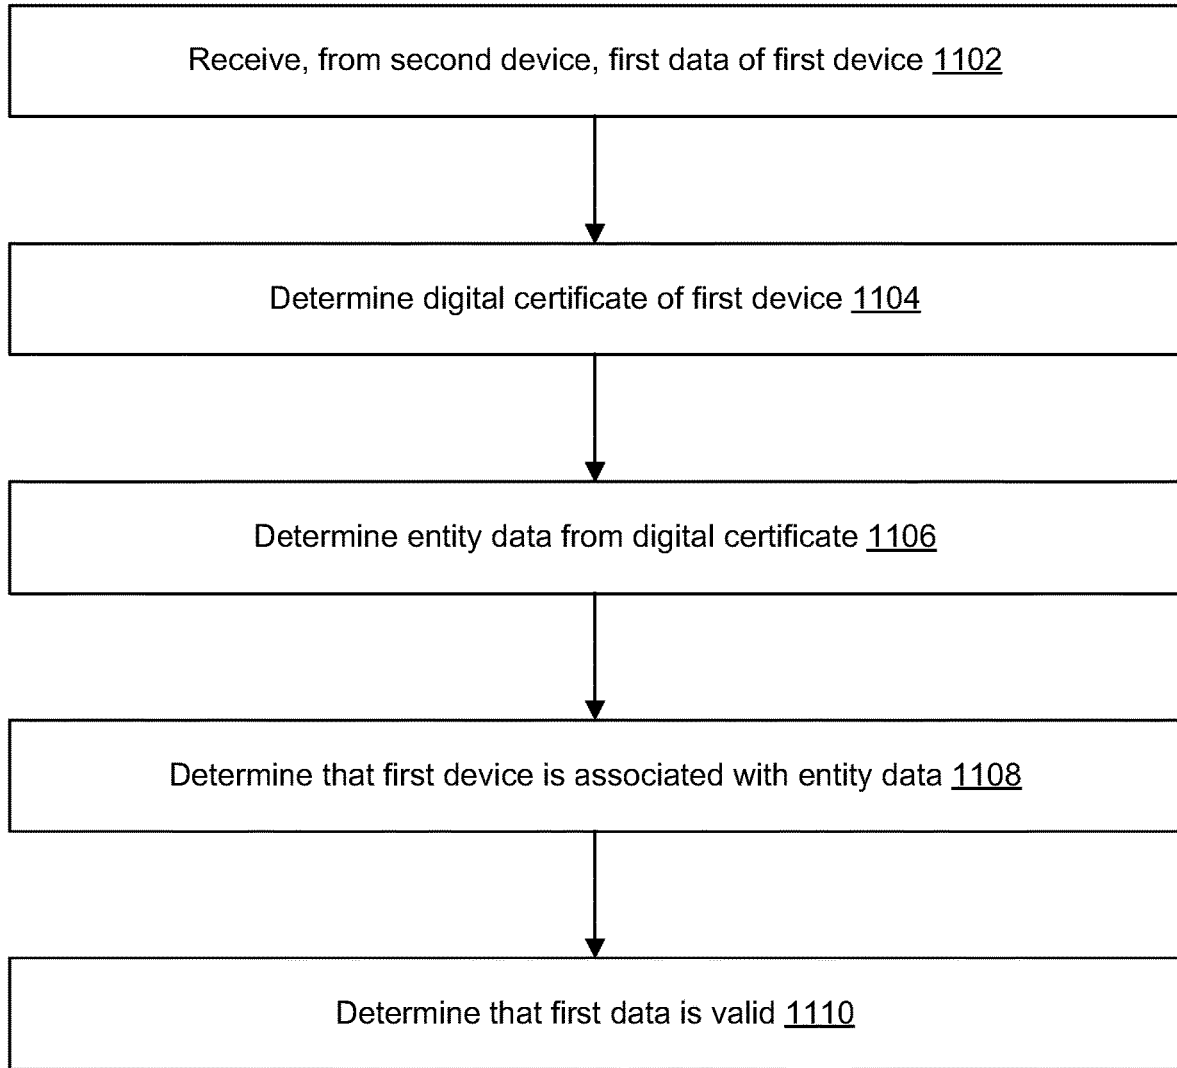 Receive, from second device, first data of first device 1102
Determine digital certificate of first device 1104
Determine entity data from digital certificate 1106
Determine that first device is associated with entity data 1108
Determine that first data is valid 1110